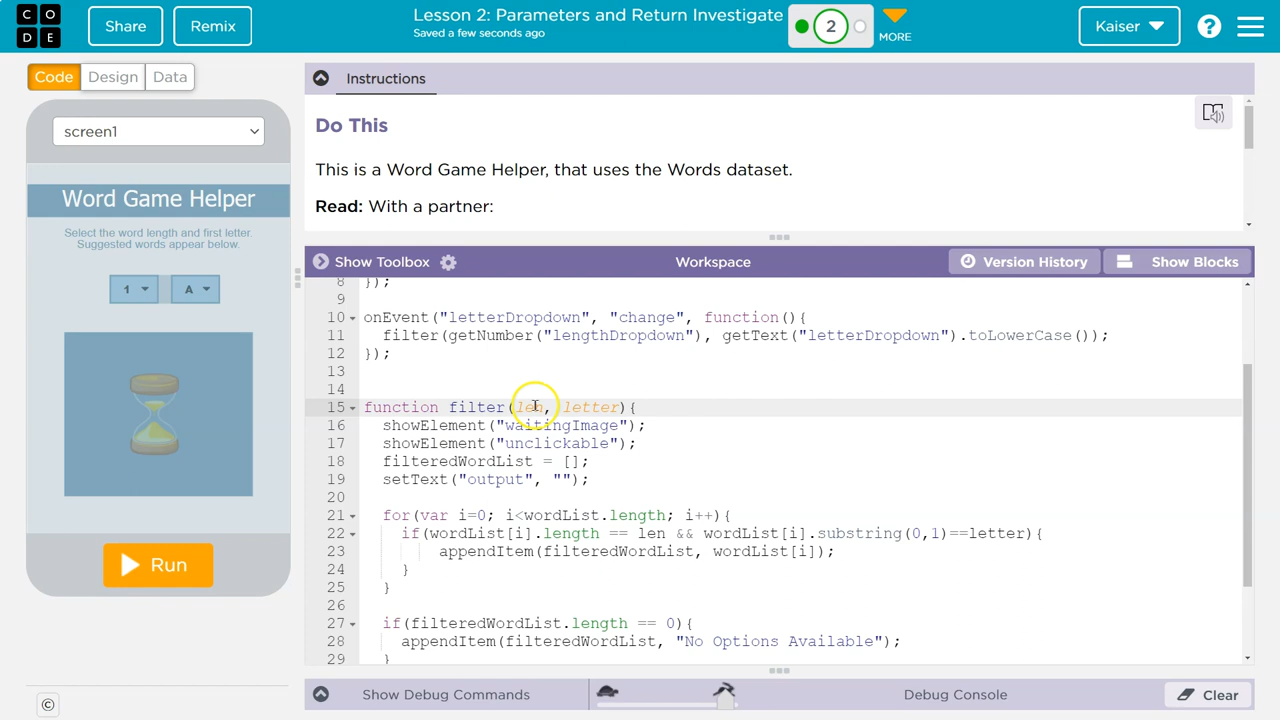 CODE
Share
Remix
Lesson 2: Parameters and Return Investigate
Saved a few seconds ago
2
MORE
Kaiser
?
Code
Design
Data
screen1
Word Game Helper
Select the word length and first letter.
Suggested words appear below.
1
A
Run
©
Instructions
Do This
This is a Word Game Helper, that uses the Words dataset.
Read: With a partner:
Show Toolbox
Workspace
Version History
Show Blocks
8 });
9
10 onEvent("letterDropdown", "change", function(){
11 filter(getNumber("lengthDropdown"), getText("letterDropdown").toLowerCase());
12 });
13
14
15 function filter(len, letter){
16 showElement("waitingImage");
17 showElement("unclickable");
18 filteredWordList = [];
19 setText("output", "");
20
21 for(var i=0; i<wordList.length; i++){
22 if(wordList[i].length == len && wordList[i].substring(0,1)==letter){
23 appendItem(filteredWordList, wordList[i]);
24 }
25 }
26
27 if(filteredWordList.length == 0){
28 appendItem(filteredWordList, "No Options Available");
29 }
Show Debug Commands
Debug Console
Clear